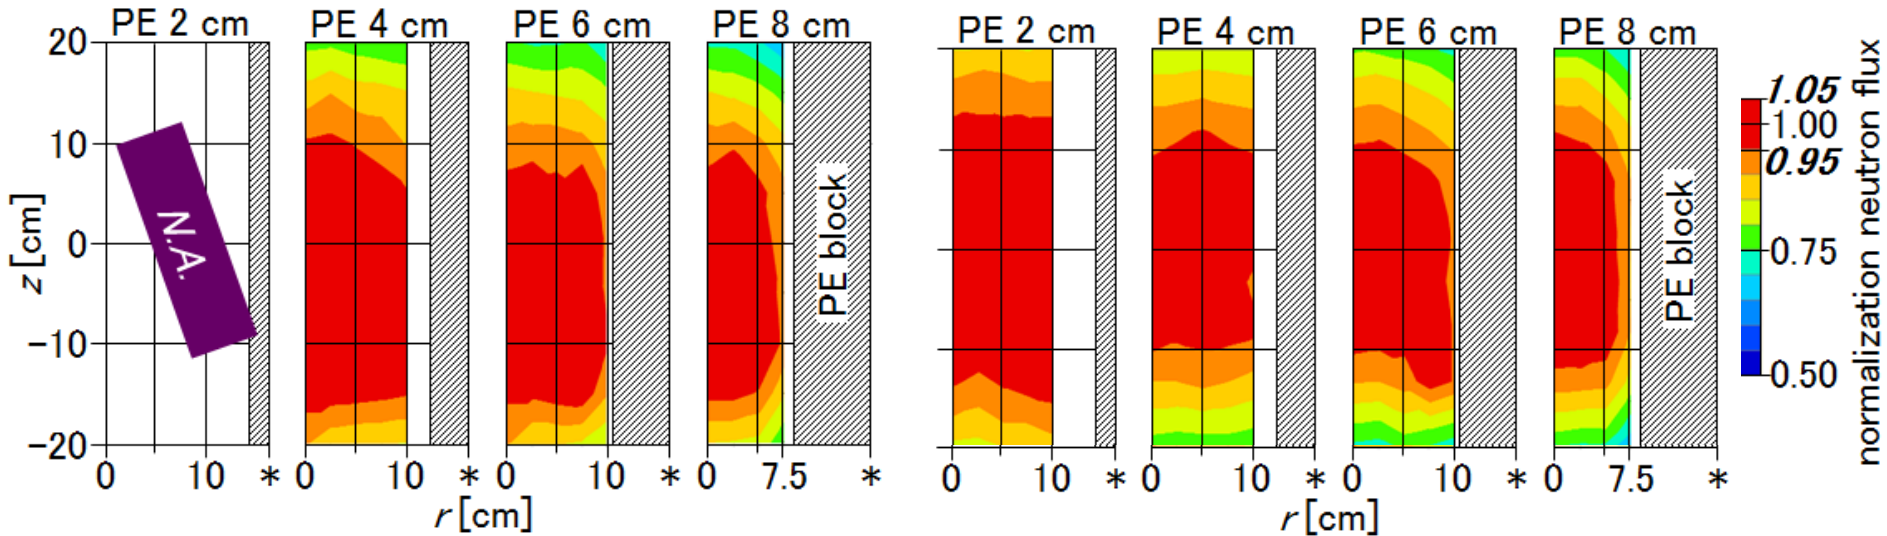 PE 2 cm PE 4 cm PE 6 cm PE 8 cm PE 2 cm PE 4 cm PE 6 cm PE 8 cm
20
10
0
−10
−20
z [cm]
N.A.
PE block
PE block
1.05
1.00
0.95
0.75
0.50
normalization neutron flux
0 10 * 0 10 * 0 10 * 0 7.5 * 0 10 * 0 10 * 0 10 * 0 7.5 *
r [cm] r [cm]